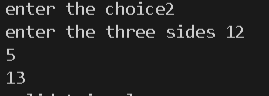 enter the choice2
enter the three sides 12
5
13